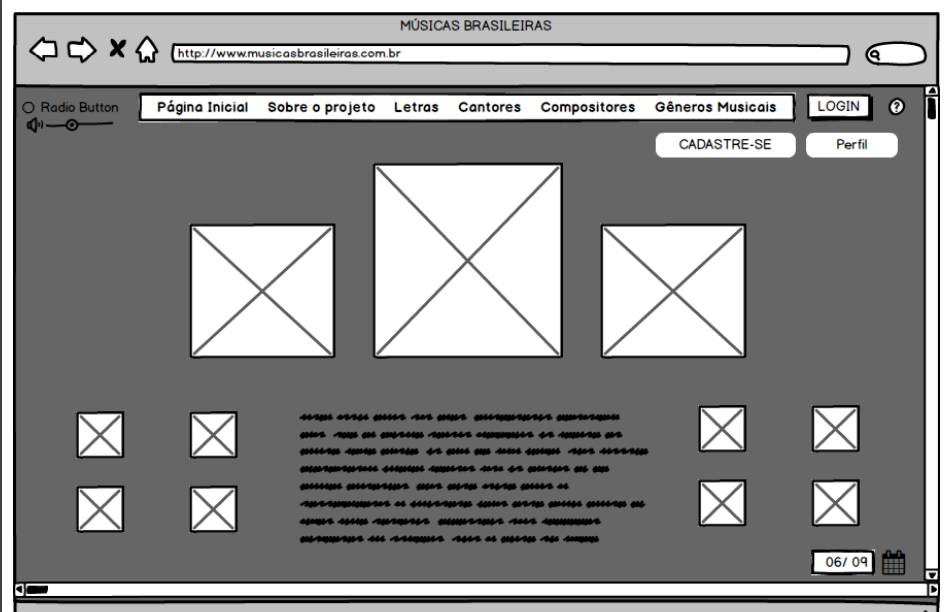 MÚSICAS BRASILEIRAS
http://www.musicasbrasileiras.com.br
Radio Button
Página Inicial Sobre o projeto Letras Cantores Compositores Gêneros Musicais
LOGIN
?
CADASTRE-SE
Perfil
06/ 09